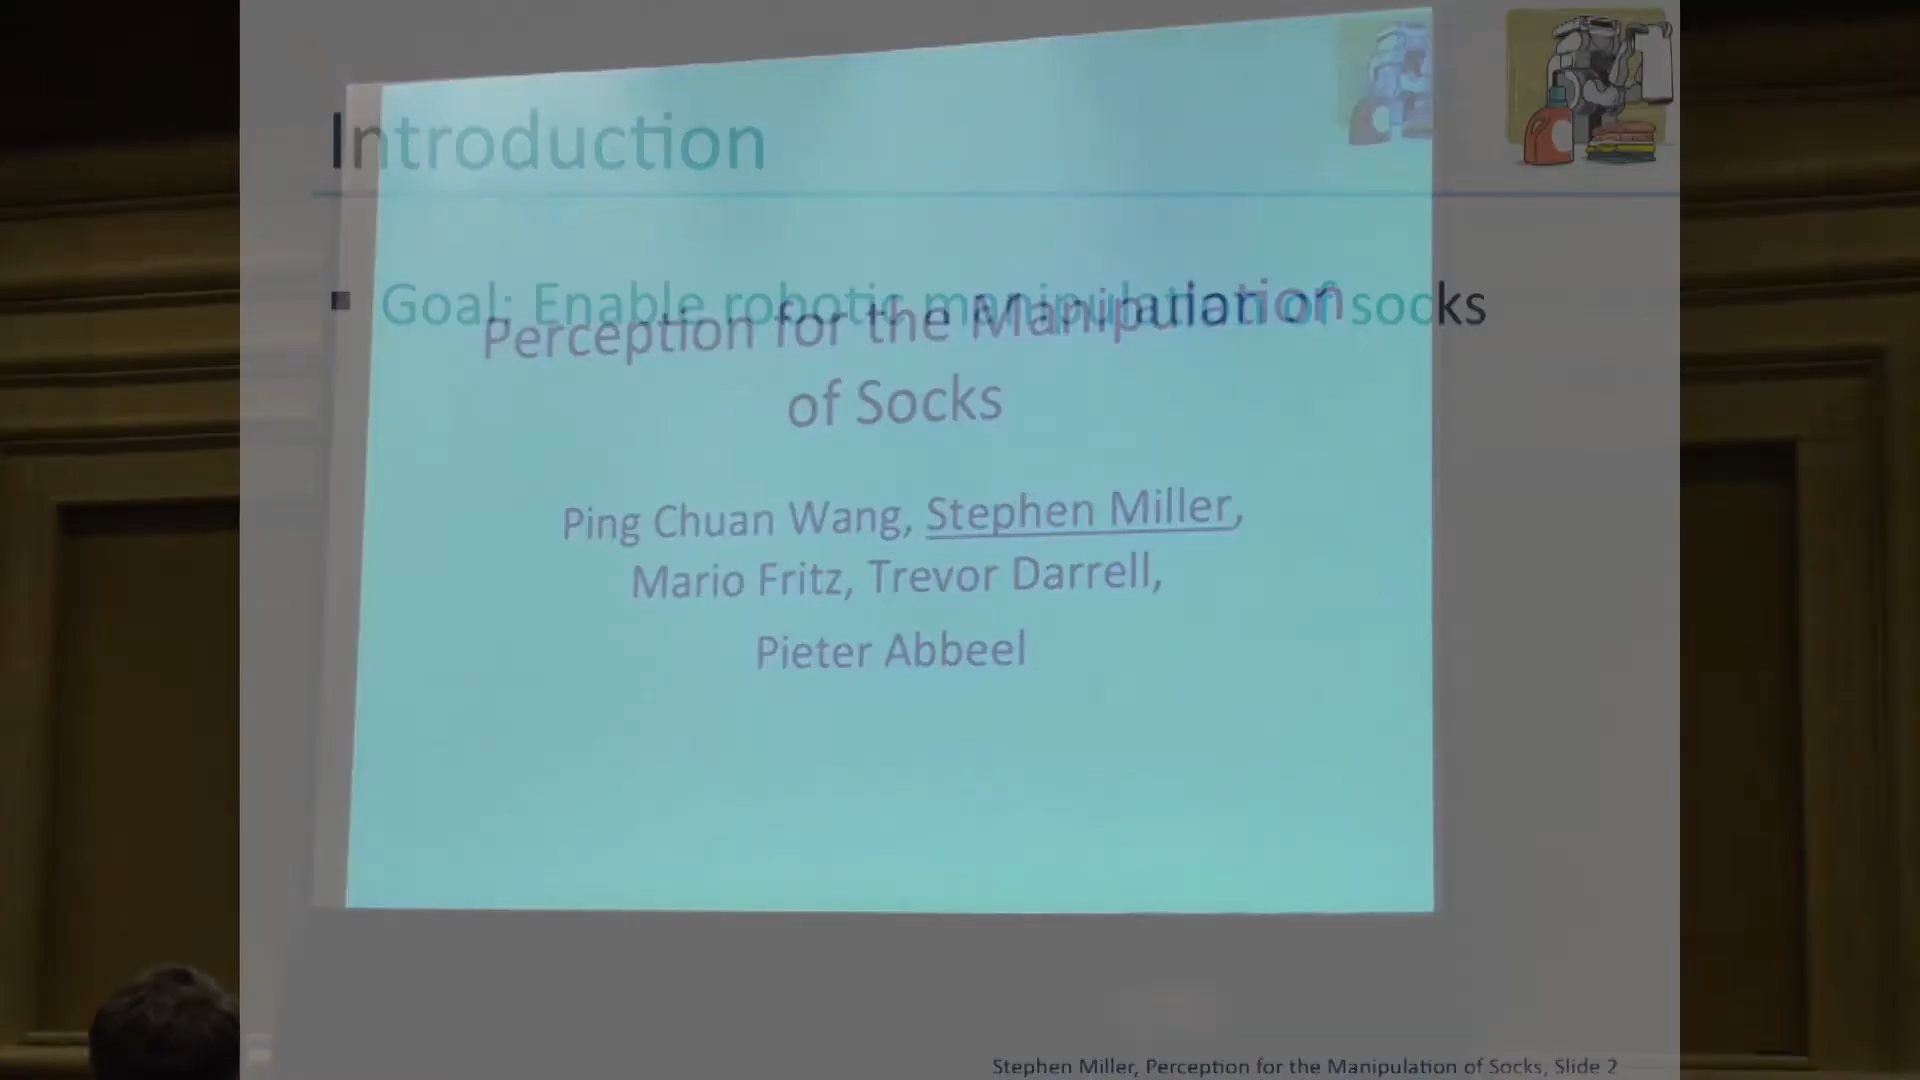 Introduction
Goal: Enable robotic manipulation of socks
Perception for the Manipulation
of Socks
Ping Chuan Wang, Stephen Miller,
Mario Fritz, Trevor Darrell,
Pieter Abbeel
Stephen Miller, Perception for the Manipulation of Socks, Slide 2